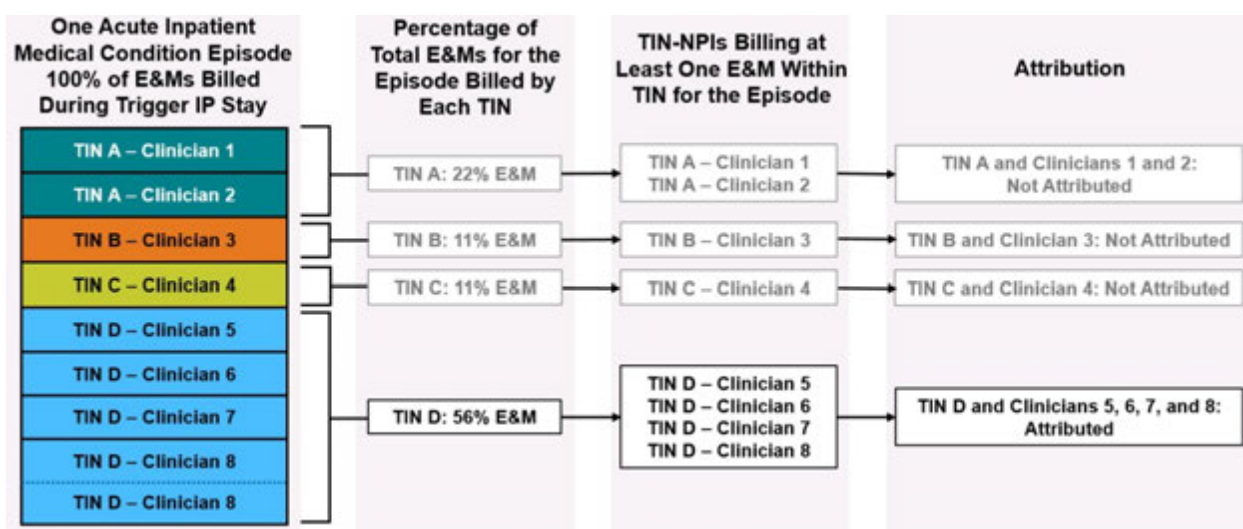 One Acute Inpatient
Medical Condition Episode
100% of E&Ms Billed
During Trigger IP Stay
TIN A – Clinician 1
TIN A – Clinician 2
TIN B – Clinician 3
TIN C – Clinician 4
TIN D – Clinician 5
TIN D – Clinician 6
TIN D – Clinician 7
TIN D – Clinician 8
TIN D – Clinician 8
Percentage of
Total E&Ms for the
Episode Billed by
Each TIN
TIN A: 22% E&M
TIN B: 11% E&M
TIN C: 11% E&M
TIN D: 56% E&M
TIN-NPIs Billing at
Least One E&M Within
TIN for the Episode
TIN A – Clinician 1
TIN A – Clinician 2
TIN B – Clinician 3
TIN C – Clinician 4
TIN D – Clinician 5
TIN D – Clinician 6
TIN D – Clinician 7
TIN D – Clinician 8
Attribution
TIN A and Clinicians 1 and 2:
Not Attributed
TIN B and Clinician 3: Not Attributed
TIN C and Clinician 4: Not Attributed
TIN D and Clinicians 5, 6, 7, and 8:
Attributed